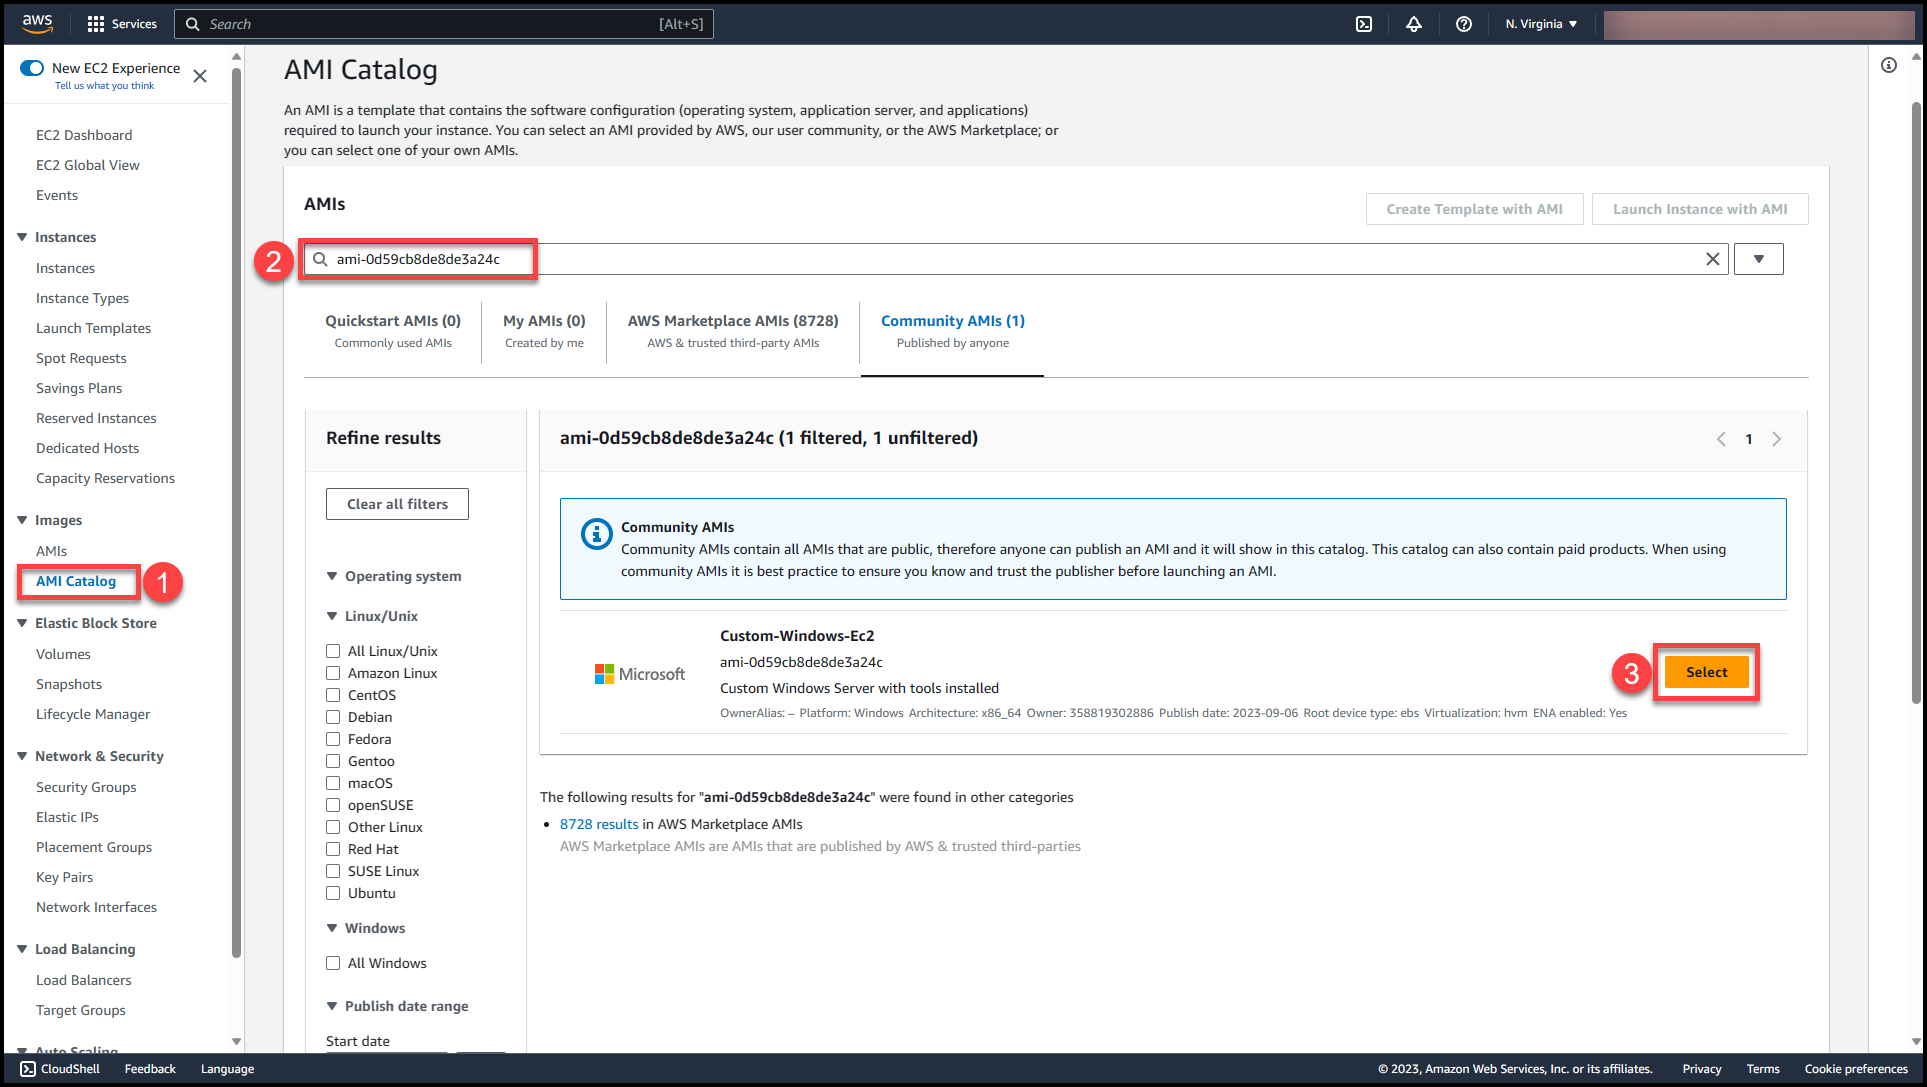 aws
Services
Search [Alt+S]
N. Virginia
New EC2 Experience
Tell us what you think
EC2 Dashboard
EC2 Global View
Events
Instances
Instances
Instance Types
Launch Templates
Spot Requests
Savings Plans
Reserved Instances
Dedicated Hosts
Capacity Reservations
Images
AMIs
AMI Catalog
1
Elastic Block Store
Volumes
Snapshots
Lifecycle Manager
Network & Security
Security Groups
Elastic IPs
Placement Groups
Key Pairs
Network Interfaces
Load Balancing
Load Balancers
Target Groups
Auto Scaling
AMI Catalog
An AMI is a template that contains the software configuration (operating system, application server, and applications)
required to launch your instance. You can select an AMI provided by AWS, our user community, or the AWS Marketplace; or
you can select one of your own AMIs.
AMIs
Create Template with AMI
Launch Instance with AMI
2
ami-0d59cb8de8de3a24c
Quickstart AMIs (0)
Commonly used AMIs
My AMIs (0)
Created by me
AWS Marketplace AMIs (8728)
AWS & trusted third-party AMIs
Community AMIs (1)
Published by anyone
Refine results
Clear all filters
Operating system
Linux/Unix
All Linux/Unix
Amazon Linux
CentOS
Debian
Fedora
Gentoo
macOS
openSUSE
Other Linux
Red Hat
SUSE Linux
Ubuntu
Windows
All Windows
Publish date range
Start date
ami-0d59cb8de8de3a24c (1 filtered, 1 unfiltered)
1
Community AMIs
Community AMIs contain all AMIs that are public, therefore anyone can publish an AMI and it will show in this catalog. This catalog can also contain paid products. When using
community AMIs it is best practice to ensure you know and trust the publisher before launching an AMI.
Microsoft
Custom-Windows-Ec2
ami-0d59cb8de8de3a24c
Custom Windows Server with tools installed
OwnerAlias: – Platform: Windows Architecture: x86_64 Owner: 358819302886 Publish date: 2023-09-06 Root device type: ebs Virtualization: hvm ENA enabled: Yes
3
Select
The following results for "ami-0d59cb8de8de3a24c" were found in other categories
• 8728 results in AWS Marketplace AMIs
AWS Marketplace AMIs are AMIs that are published by AWS & trusted third-parties
CloudShell
Feedback
Language
© 2023, Amazon Web Services, Inc. or its affiliates.
Privacy
Terms
Cookie preferences